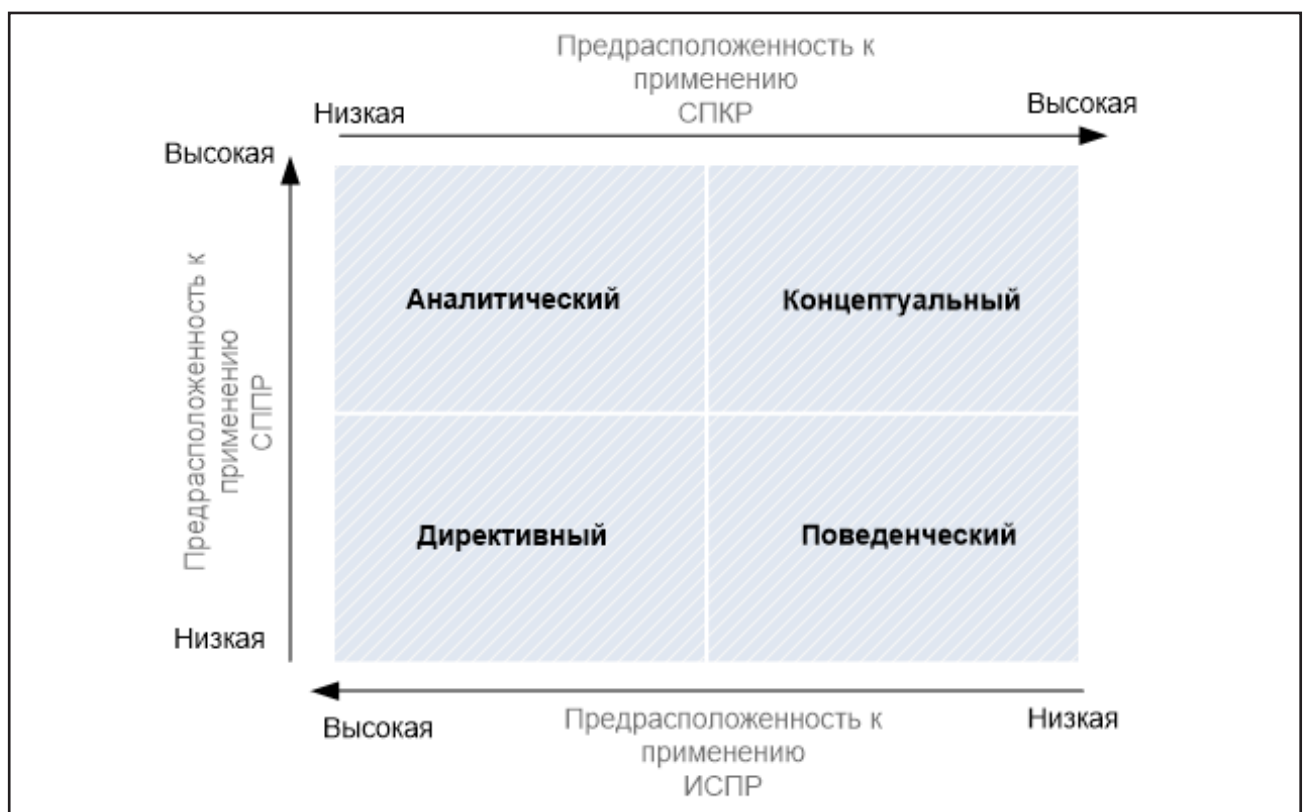 Предрасположенность к
применению
СПКР
Низкая
Высокая
Высокая
Предрасположенность к
применению
СППР
Низкая
Аналитический
Концептуальный
Директивный
Поведенческий
Высокая
Предрасположенность к
применению
ИСПР
Низкая